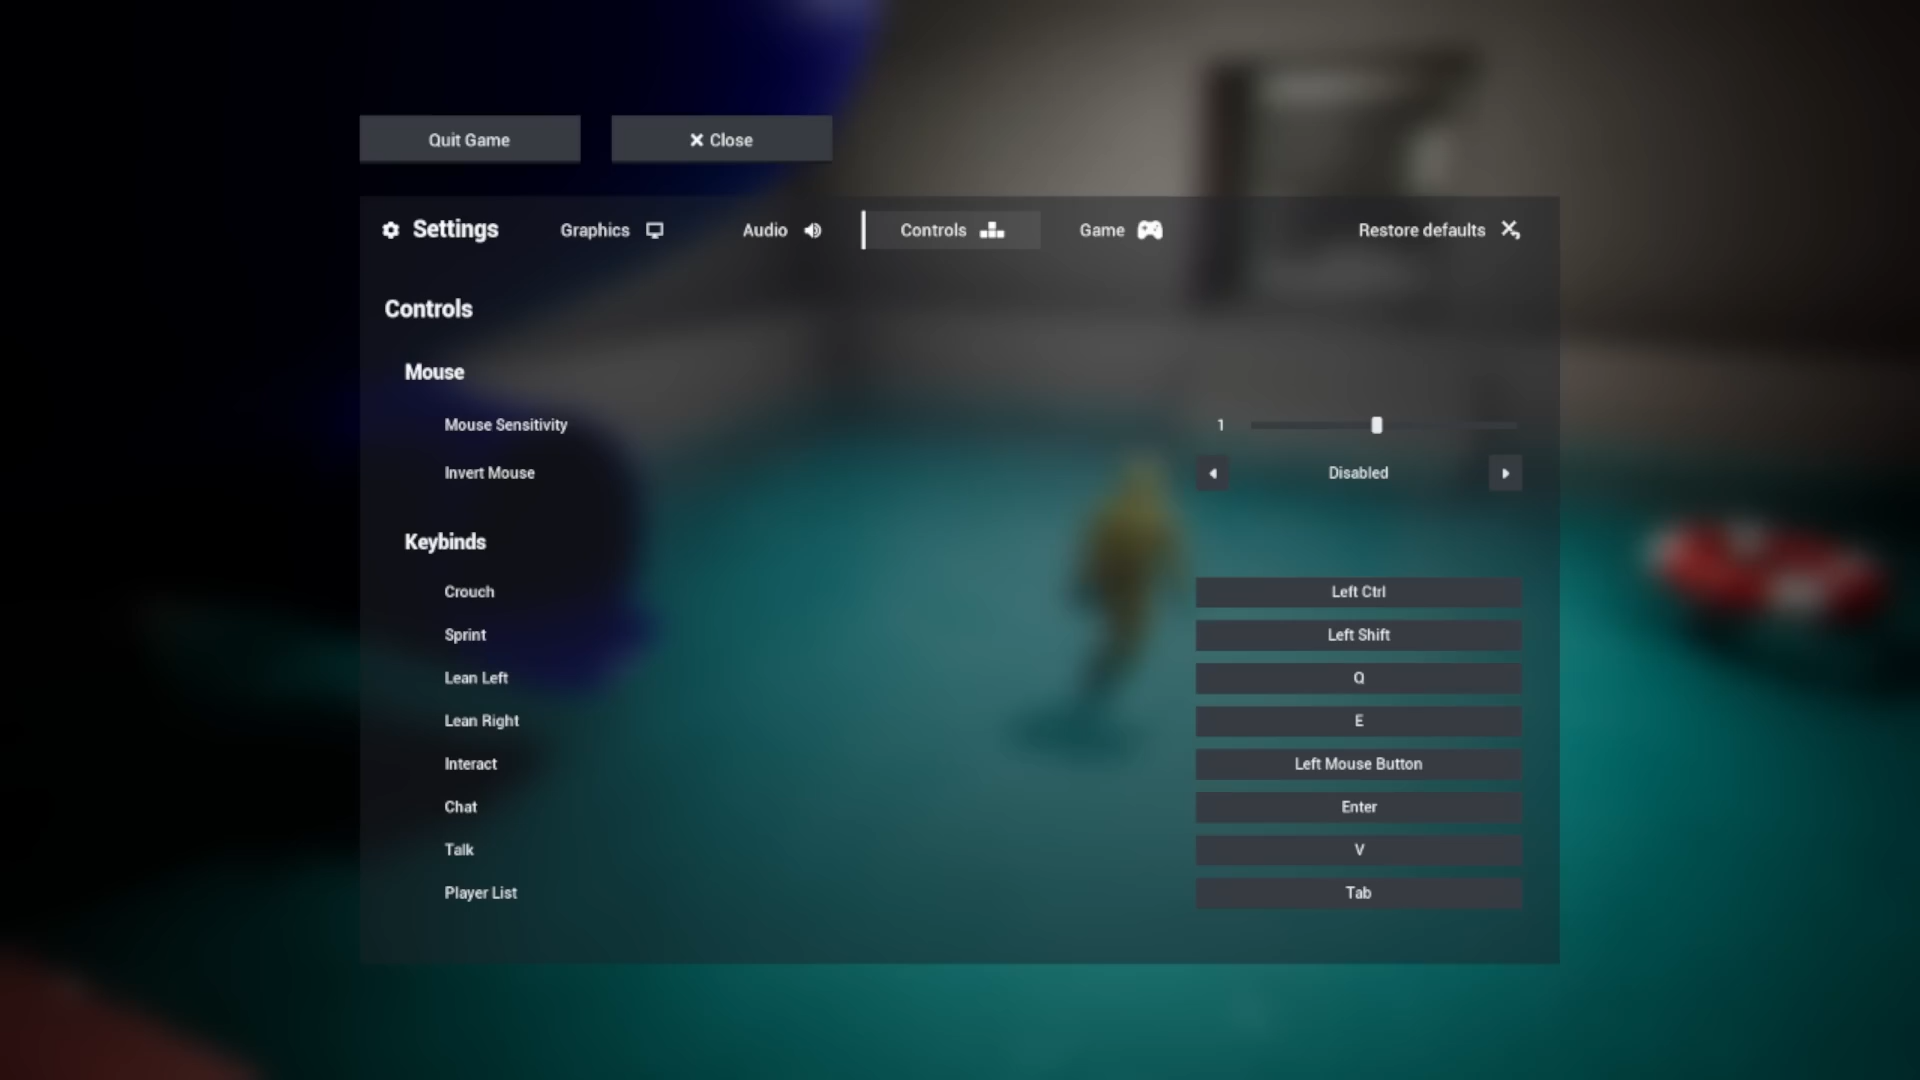 Quit Game
Close
Settings Graphics Audio Controls Game Restore defaults
Controls
Mouse
Mouse Sensitivity 1
Invert Mouse Disabled
Keybinds
Crouch Left Ctrl
Sprint Left Shift
Lean Left Q
Lean Right E
Interact Left Mouse Button
Chat Enter
Talk V
Player List Tab